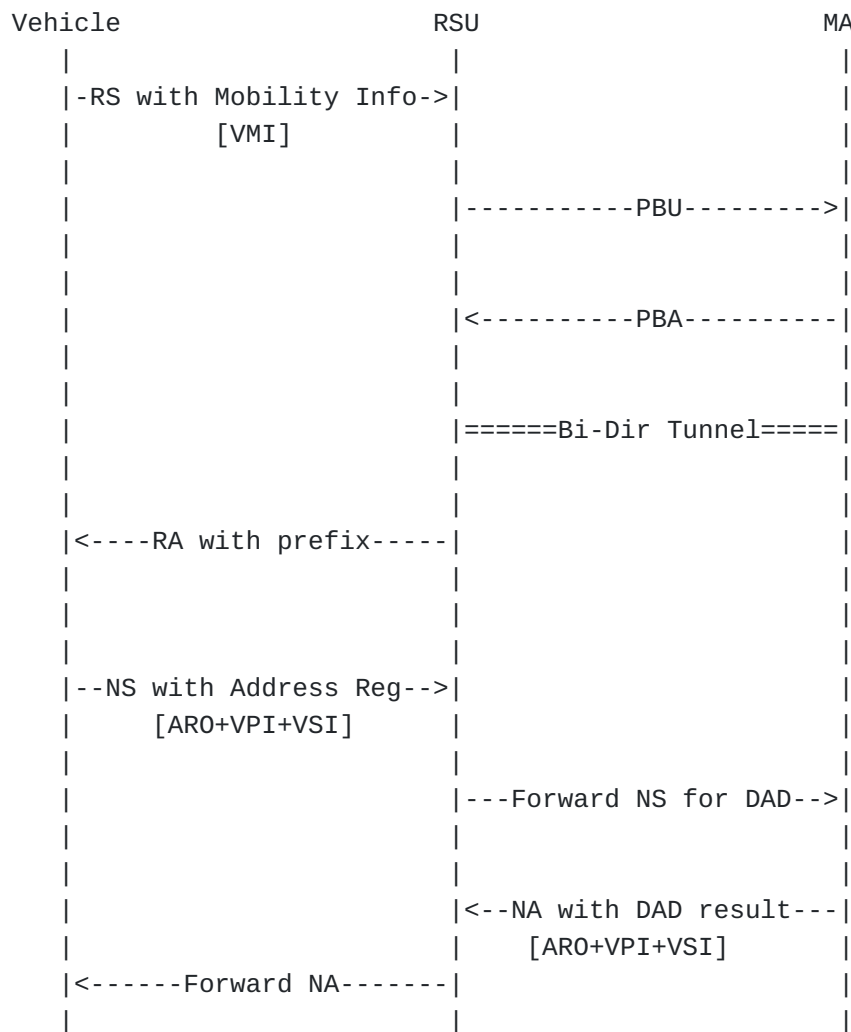 Vehicle RSU MA
-RS with Mobility Info->
[VMI]
-----------PBU--------->
<----------PBA----------
======Bi-Dir Tunnel=====
<----RA with prefix-----
--NS with Address Reg-->
[ARO+VPI+VSI]
---Forward NS for DAD-->
<--NA with DAD result---
[ARO+VPI+VSI]
<------Forward NA-------